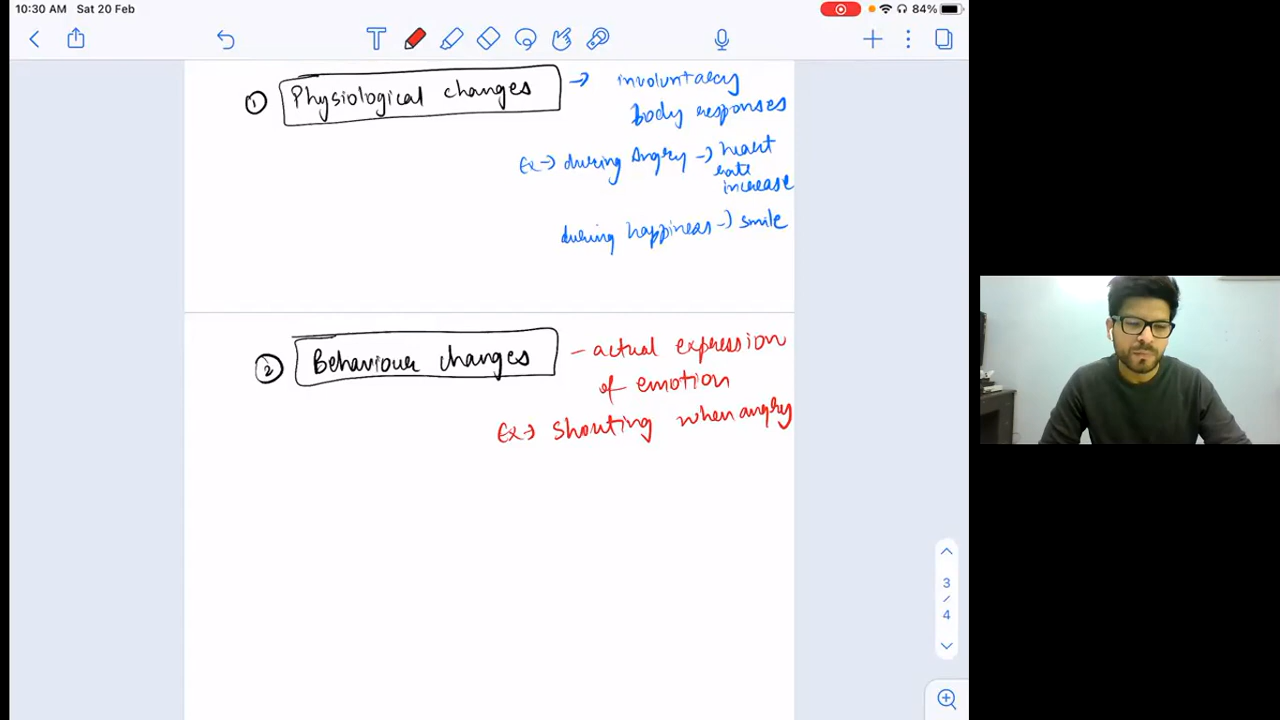 10:30 AM Sat 20 Feb
84%
① Physiological changes → involuntary
body responses
Ex → during Angry → heart
rate
increase
during happiness → smile
② Behaviour changes – actual expression
of emotion
Ex → Shouting when angry
3
/
4